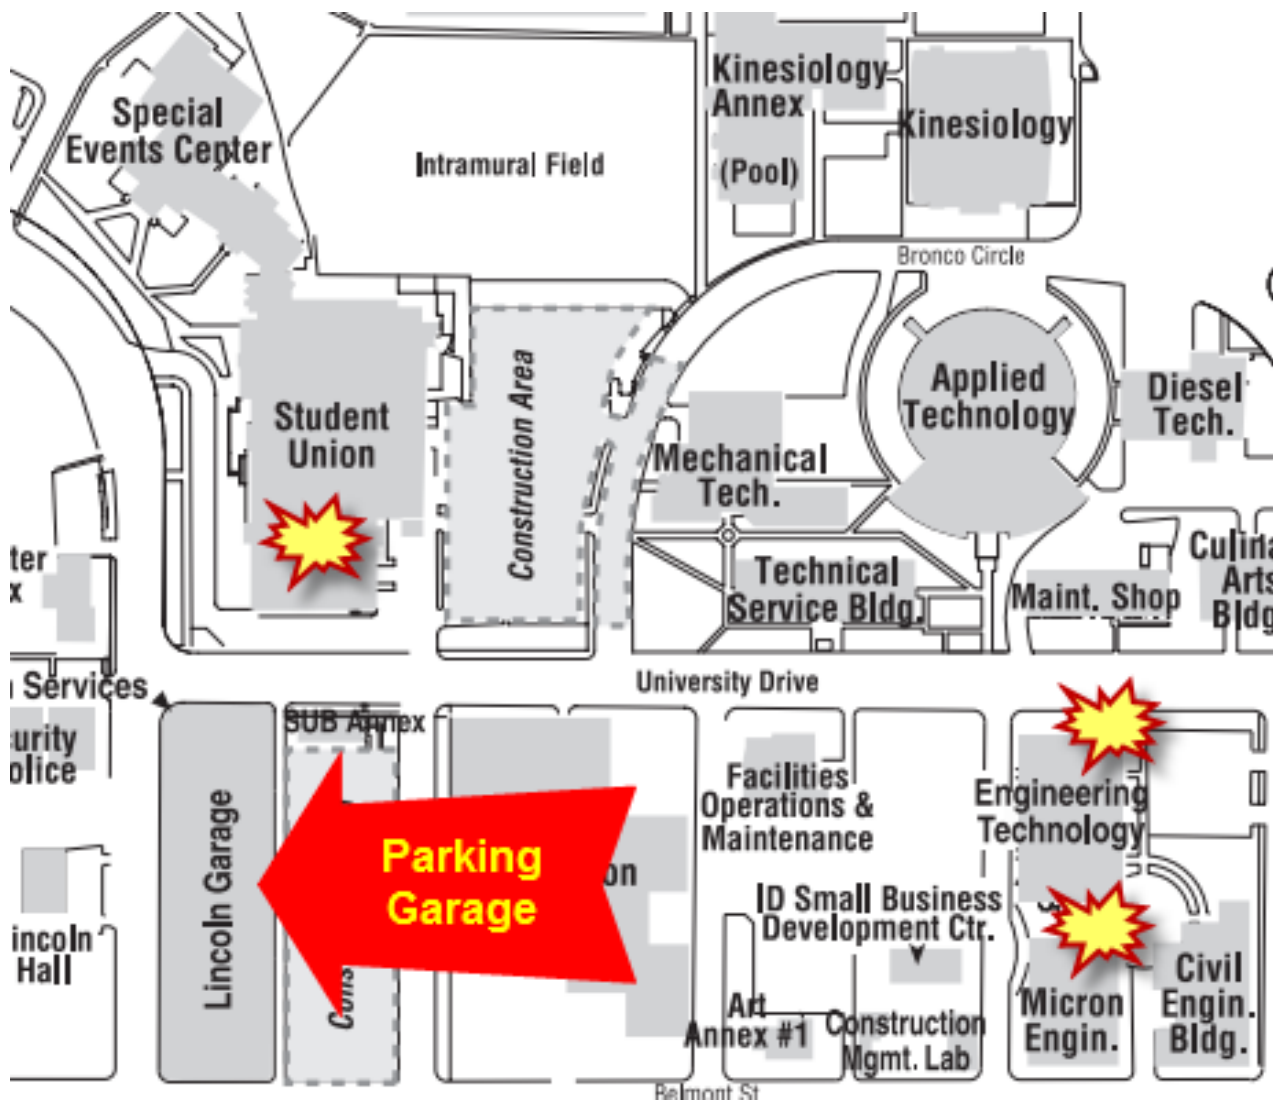 Special
Events Center
Intramural Field
Kinesiology
Annex
(Pool)
Kinesiology
Bronco Circle
Student
Union
Construction Area
Applied
Technology
Diesel
Tech.
Mechanical
Tech.
Technical
Service Bldg.
Maint. Shop
Arts
University Drive
Services
SUB Annex
Lincoln Garage
Parking
Garage
Facilities
Operations &
Maintenance
Engineering
Technology
ID Small Business
Development Ctr.
Hall
Art
Annex #1
Construction
Mgmt. Lab
Micron
Engin.
Civil
Engin.
Bldg.
Belmont St